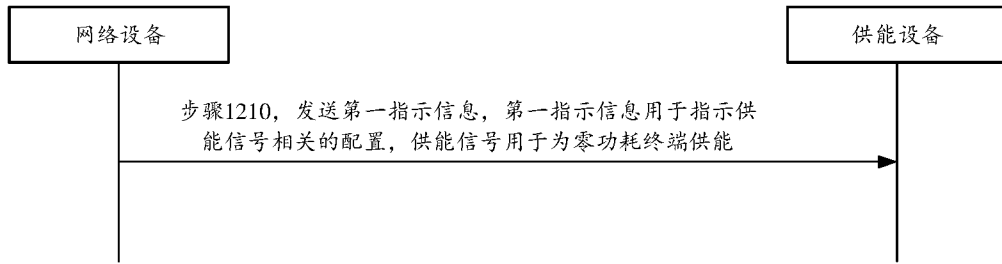 网络设备
供能设备
步骤1210，发送第一指示信息，第一指示信息用于指示供
能信号相关的配置，供能信号用于为零功耗终端供能